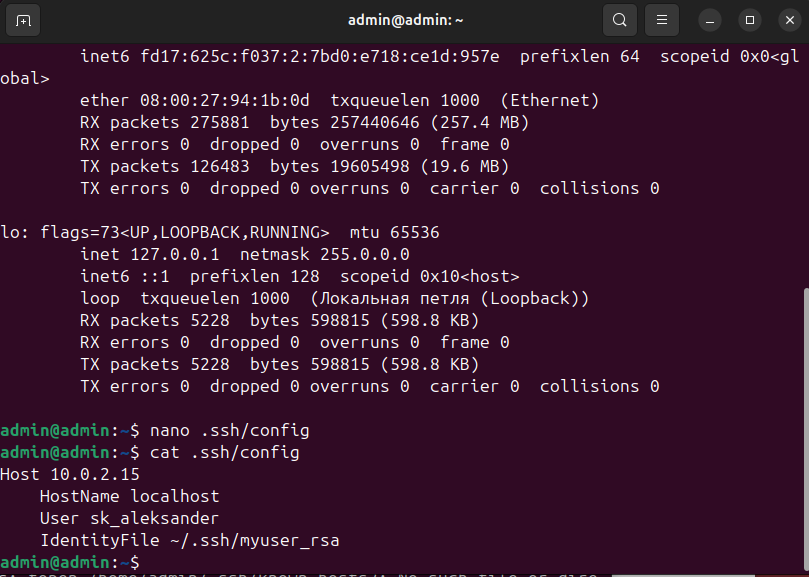 admin@admin: ~
inet6 fd17:625c:f037:2:7bd0:e718:ce1d:957e  prefixlen 64  scopeid 0x0<gl
obal>
ether 08:00:27:94:1b:0d  txqueuelen 1000  (Ethernet)
RX packets 275881  bytes 257440646 (257.4 MB)
RX errors 0  dropped 0  overruns 0  frame 0
TX packets 126483  bytes 19605498 (19.6 MB)
TX errors 0  dropped 0 overruns 0  carrier 0  collisions 0
lo: flags=73<UP,LOOPBACK,RUNNING>  mtu 65536
inet 127.0.0.1  netmask 255.0.0.0
inet6 ::1  prefixlen 128  scopeid 0x10<host>
loop  txqueuelen 1000  (Локальная петля (Loopback))
RX packets 5228  bytes 598815 (598.8 KB)
RX errors 0  dropped 0  overruns 0  frame 0
TX packets 5228  bytes 598815 (598.8 KB)
TX errors 0  dropped 0 overruns 0  carrier 0  collisions 0
admin@admin:~$ nano .ssh/config
admin@admin:~$ cat .ssh/config
Host 10.0.2.15
HostName localhost
User sk_aleksander
IdentityFile ~/.ssh/myuser_rsa
admin@admin:~$